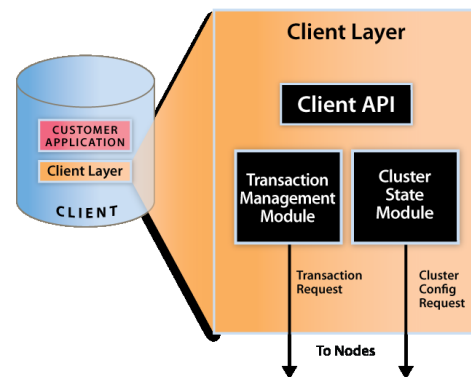 Client Layer
Client API
CUSTOMER
APPLICATION
Client Layer
CLIENT
Transaction
Management
Module
Cluster
State
Module
Transaction
Request
Cluster
Config
Request
To Nodes